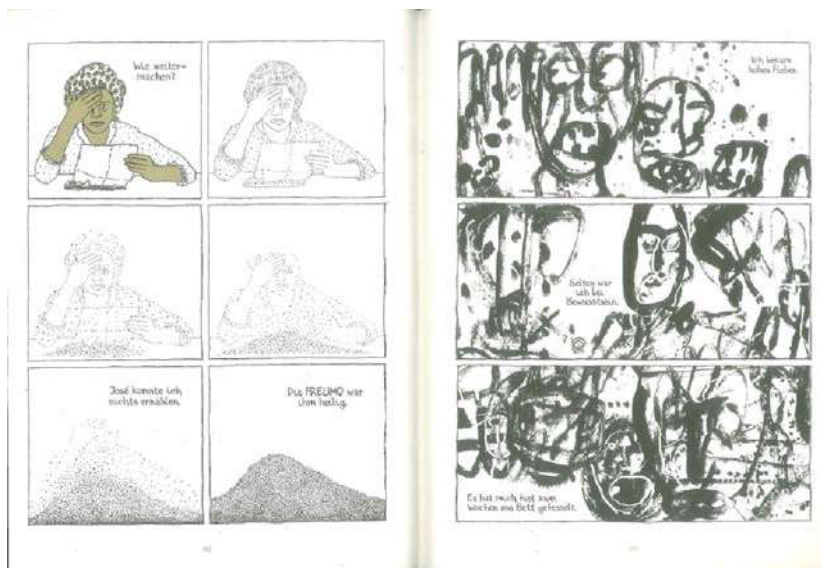 Wie weiter-
machen?
José konnte ich
nichts erzählen.
Die FRELIMO war
ihm heilig.
Ich bekam
hohes Fieber.
Selten war
ich bei
Bewusstsein.
Es hat mich fast zwei
Wochen ans Bett gefesselt.